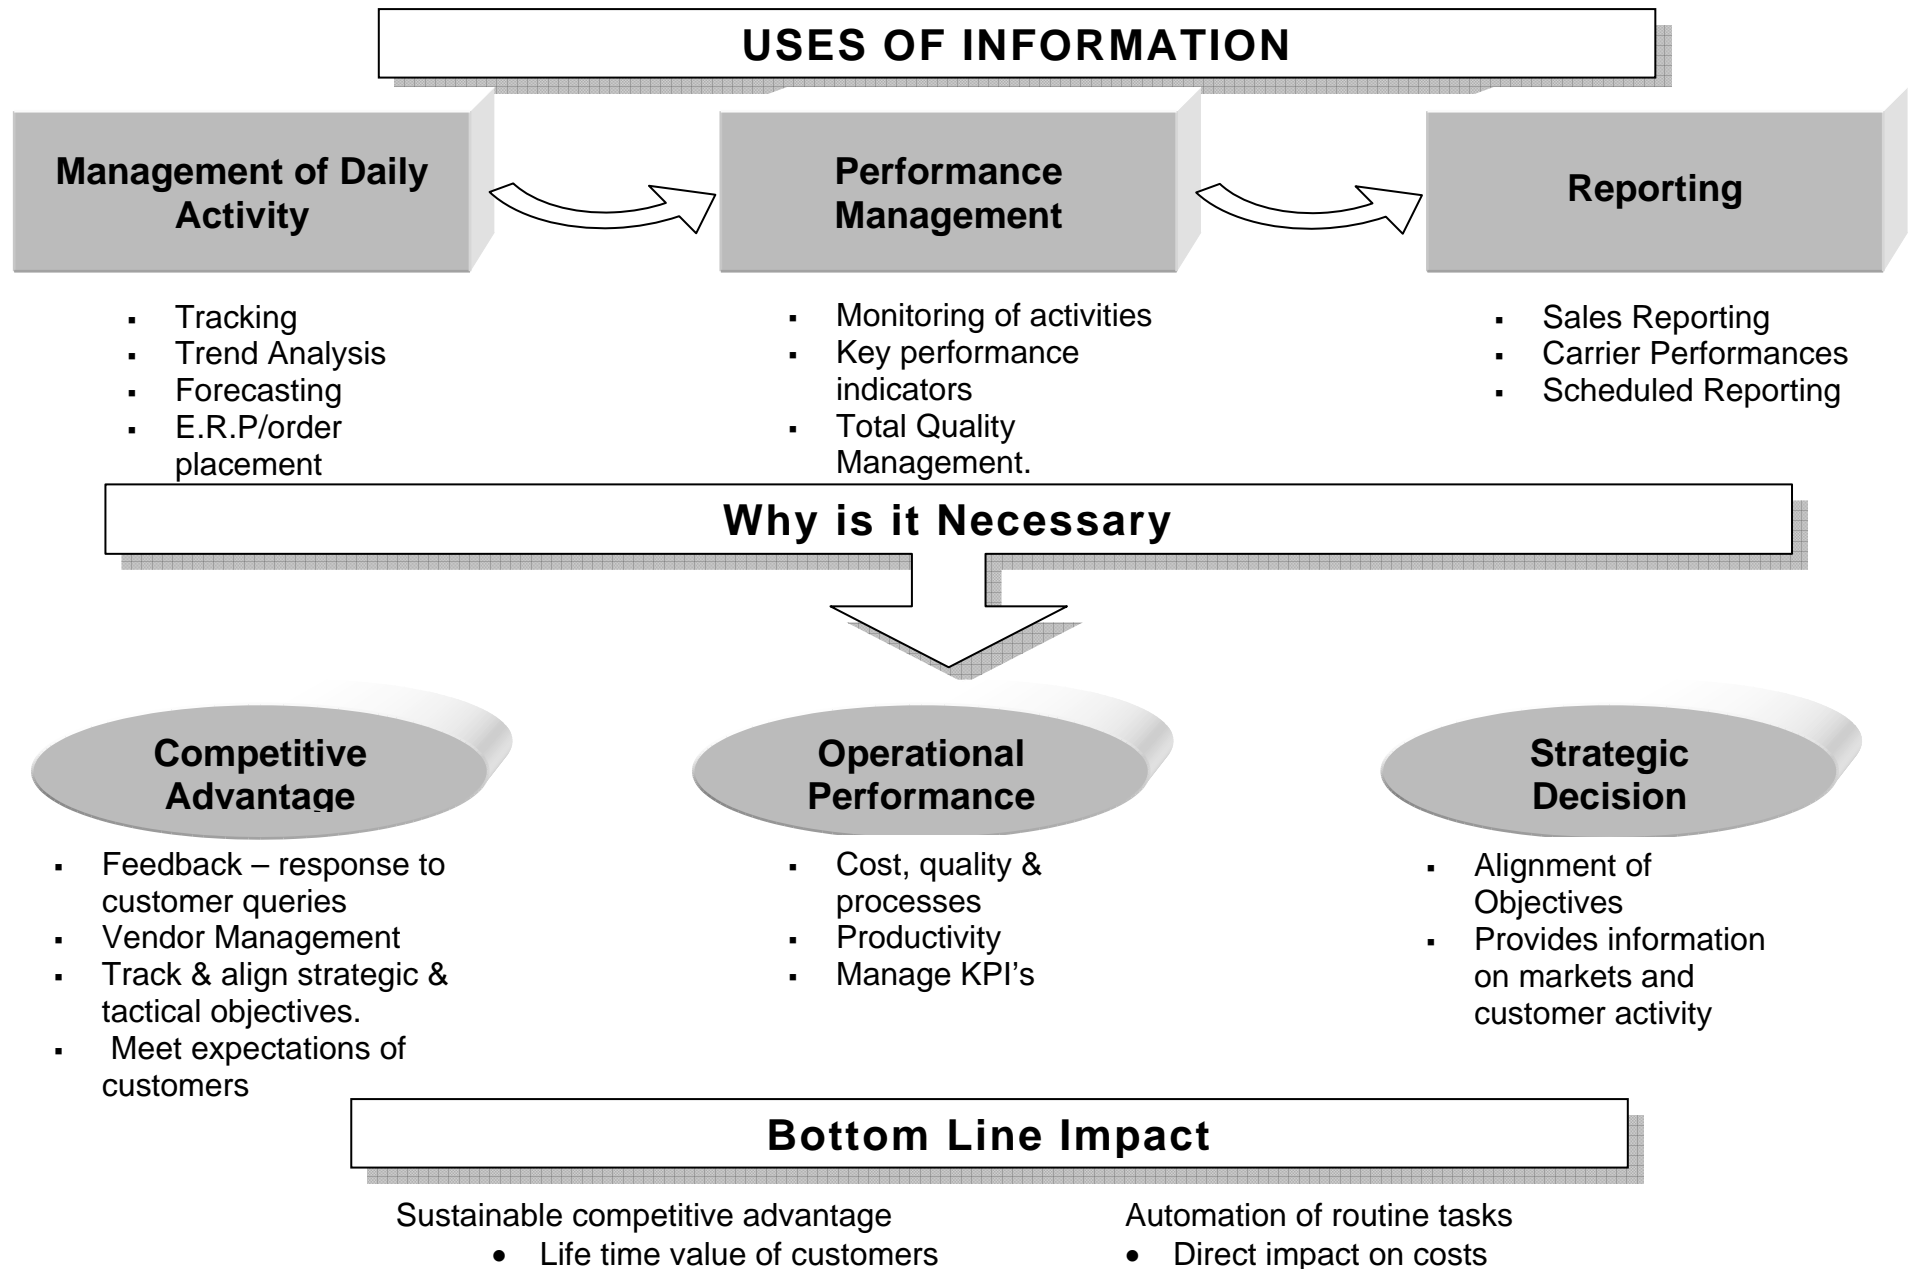 USES OF INFORMATION
Management of Daily
Activity
Performance
Management
Reporting
▪ Tracking
▪ Trend Analysis
▪ Forecasting
▪ E.R.P/order
placement
▪ Monitoring of activities
▪ Key performance
indicators
▪ Total Quality
Management.
▪ Sales Reporting
▪ Carrier Performances
▪ Scheduled Reporting
Why is it Necessary
Competitive
Advantage
Operational
Performance
Strategic
Decision
▪ Feedback – response to
customer queries
▪ Vendor Management
▪ Track & align strategic &
tactical objectives.
▪ Meet expectations of
customers
▪ Cost, quality &
processes
▪ Productivity
▪ Manage KPI's
▪ Alignment of
Objectives
▪ Provides information
on markets and
customer activity
Bottom Line Impact
Sustainable competitive advantage
• Life time value of customers
Automation of routine tasks
• Direct impact on costs